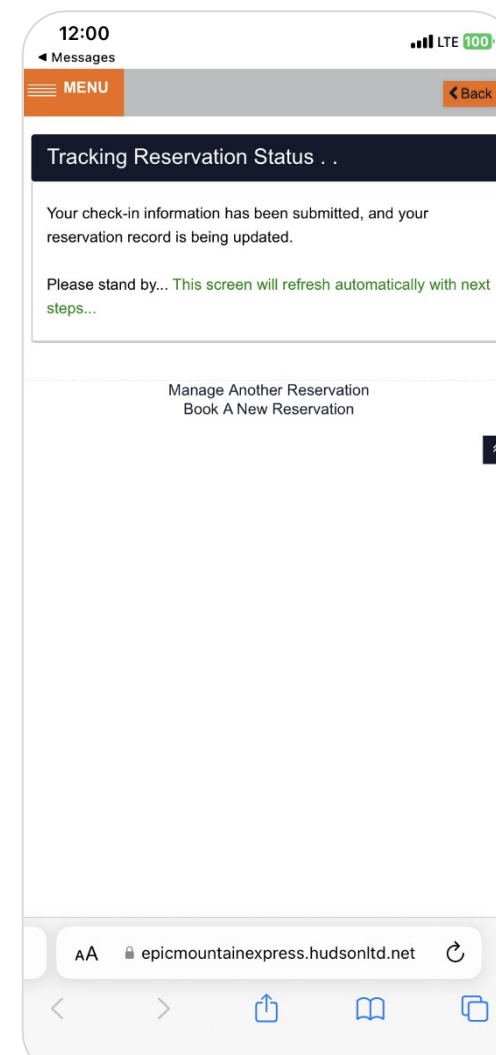 12:00
LTE 100
◀ Messages
MENU
Back
Tracking Reservation Status . .
Your check-in information has been submitted, and your
reservation record is being updated.
Please stand by... This screen will refresh automatically with next
steps...
Manage Another Reservation
Book A New Reservation
AA epicmountainexpress.hudsonltd.net